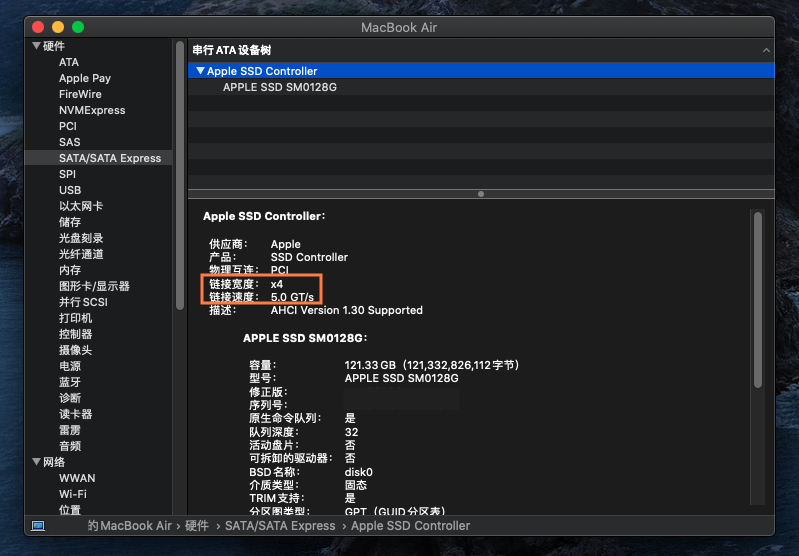 MacBook Air
硬件
ATA
Apple Pay
FireWire
NVMExpress
PCI
SAS
SATA/SATA Express
SPI
USB
以太网卡
储存
光盘刻录
光纤通道
内存
图形卡/显示器
并行 SCSI
打印机
控制器
摄像头
电源
蓝牙
诊断
读卡器
雷雳
音频
网络
WWAN
Wi-Fi
位置
串行 ATA 设备树
Apple SSD Controller
APPLE SSD SM0128G
Apple SSD Controller:
供应商: Apple
产品: SSD Controller
物理互连: PCI
链接宽度: x4
链接速度: 5.0 GT/s
描述: AHCI Version 1.30 Supported
APPLE SSD SM0128G:
容量: 121.33 GB（121,332,826,112 字节）
型号: APPLE SSD SM0128G
修正版:
序列号:
原生命令队列: 是
队列深度: 32
活动盘片: 否
可拆卸的驱动器: 否
BSD 名称: disk0
介质类型: 固态
TRIM 支持: 是
分区图类型: GPT（GUID 分区表）
的 MacBook Air › 硬件 › SATA/SATA Express › Apple SSD Controller